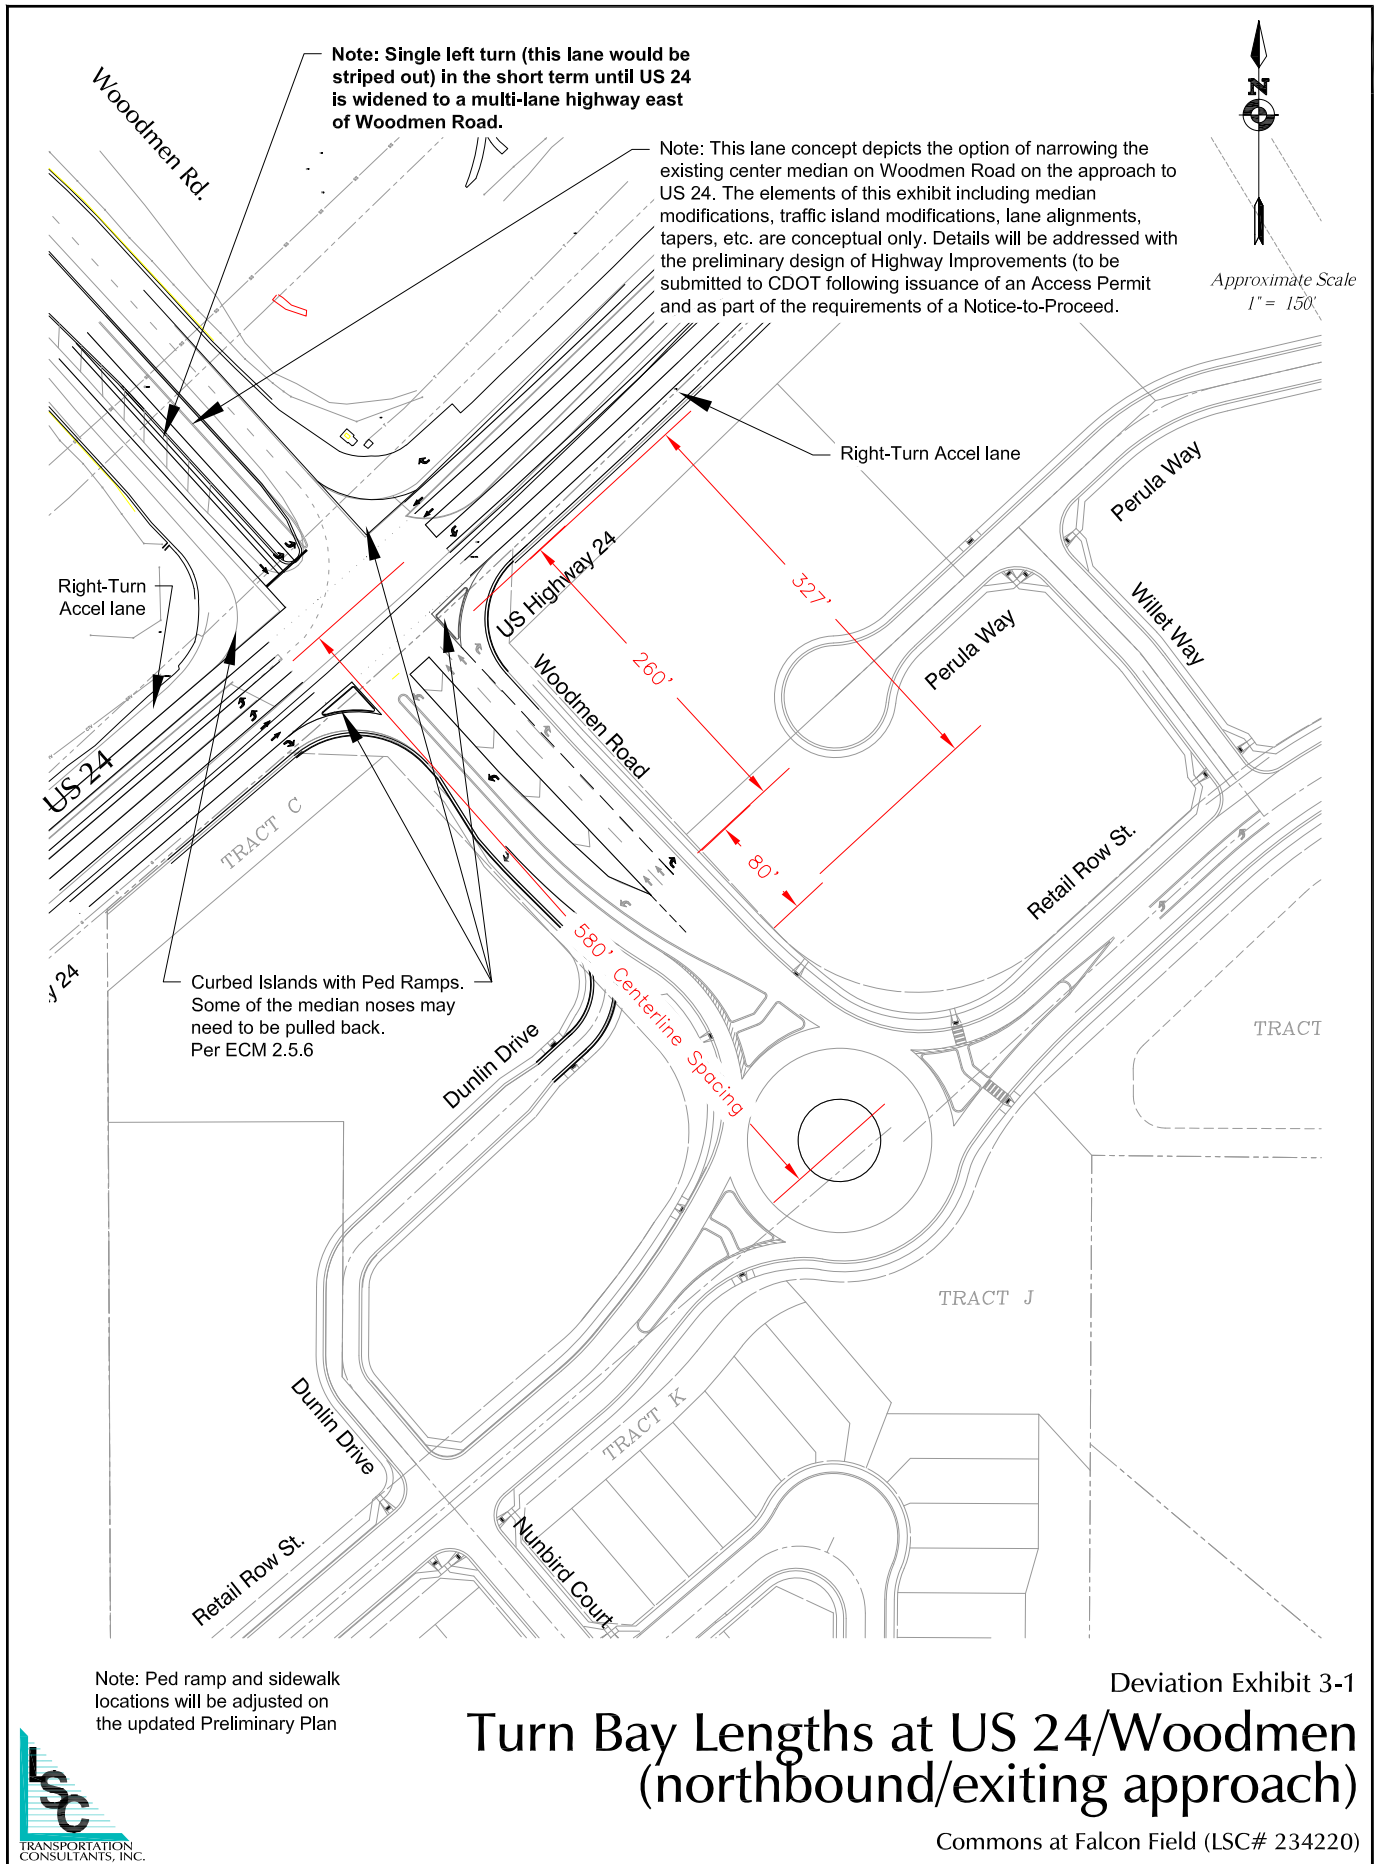 Note: Single left turn (this lane would be
striped out) in the short term until US 24
is widened to a multi-lane highway east
of Woodmen Road.
Wooodmen Rd.
N
Note: This lane concept depicts the option of narrowing the
existing center median on Woodmen Road on the approach to
US 24. The elements of this exhibit including median
modifications, traffic island modifications, lane alignments,
tapers, etc. are conceptual only. Details will be addressed with
the preliminary design of Highway Improvements (to be
submitted to CDOT following issuance of an Access Permit
and as part of the requirements of a Notice-to-Proceed.
Approximate Scale
1" = 150'
Right-Turn Accel lane
Perula Way
US Highway 24
327'
Right-Turn
Accel lane
Willet Way
Perula Way
260'
Woodmen Road
US 24
TRACT C
80'
Retail Row St.
580' Centerline Spacing
y 24
Curbed Islands with Ped Ramps.
Some of the median noses may
need to be pulled back.
Per ECM 2.5.6
Dunlin Drive
TRACT
TRACT J
Dunlin Drive
TRACT K
Nunbird Court
Retail Row St.
Note: Ped ramp and sidewalk
locations will be adjusted on
the updated Preliminary Plan
Deviation Exhibit 3-1
Turn Bay Lengths at US 24/Woodmen
(northbound/exiting approach)
Commons at Falcon Field (LSC# 234220)
LSC
TRANSPORTATION
CONSULTANTS, INC.